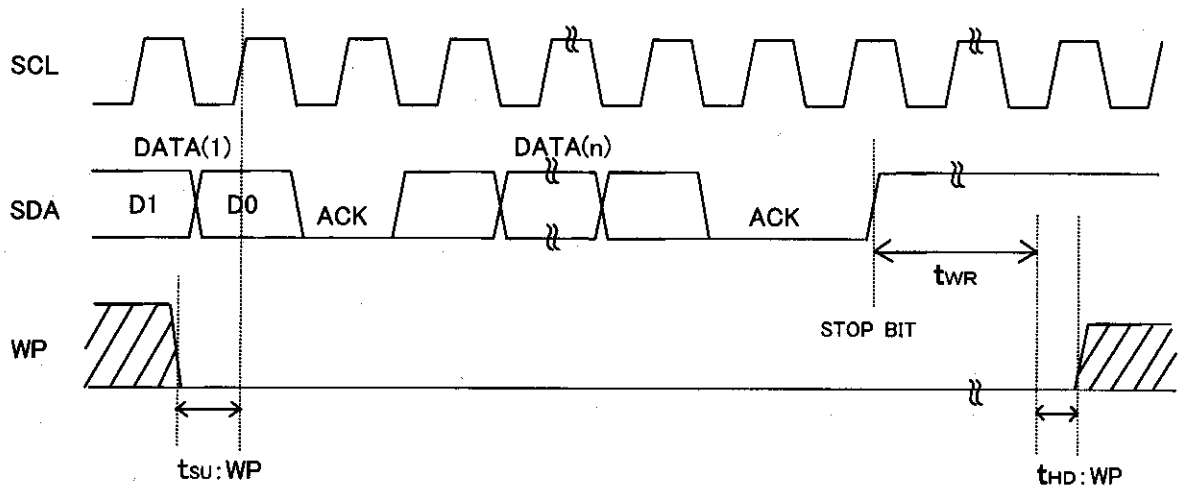 SCL
DATA(1)
DATA(n)
SDA
D1
D0
ACK
ACK
tWR
STOP BIT
WP
tSU:WP
tHD:WP